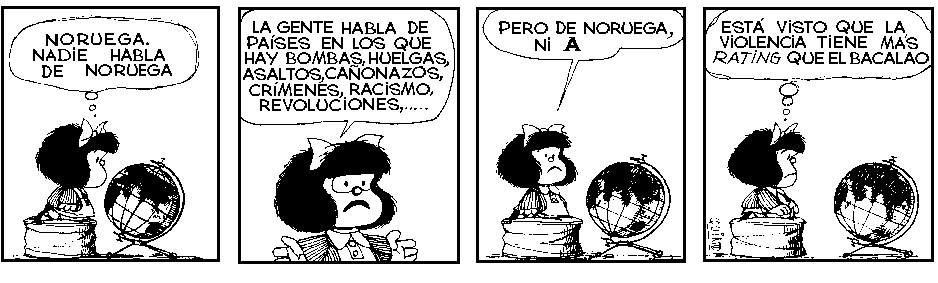 NORUEGA.
NADIE HABLA
DE NORUEGA
LA GENTE HABLA DE
PAÍSES EN LOS QUE
HAY BOMBAS, HUELGAS,
ASALTOS, CAÑONAZOS,
CRÍMENES, RACISMO,
REVOLUCIONES,.....
PERO DE NORUEGA,
NI A
ESTÁ VISTO QUE LA
VIOLENCIA TIENE MÁS
RATING QUE EL BACALAO